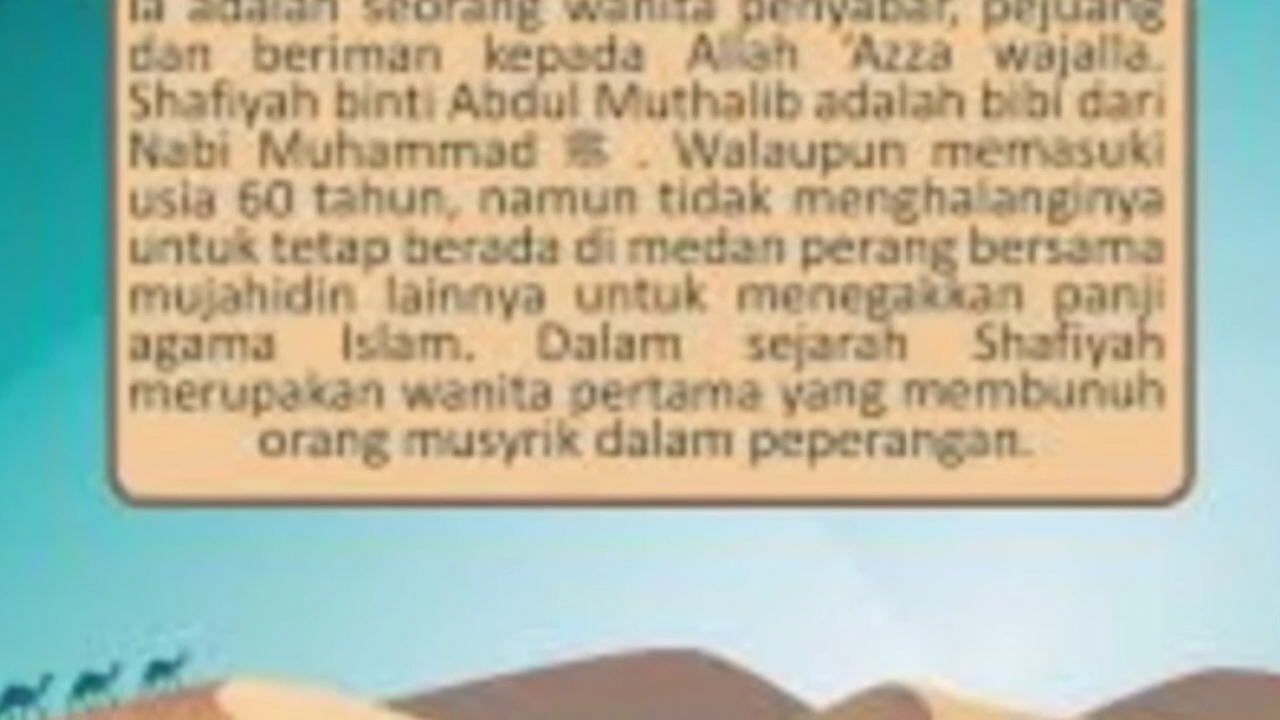 Ia adalah seorang wanita penyabar, pejuang
dan beriman kepada Allah 'Azza wajalla.
Shafiyah binti Abdul Muthalib adalah bibi dari
Nabi Muhammad ﷺ . Walaupun memasuki
usia 60 tahun, namun tidak menghalanginya
untuk tetap berada di medan perang bersama
mujahidin lainnya untuk menegakkan panji
agama Islam. Dalam sejarah Shafiyah
merupakan wanita pertama yang membunuh
orang musyrik dalam peperangan.